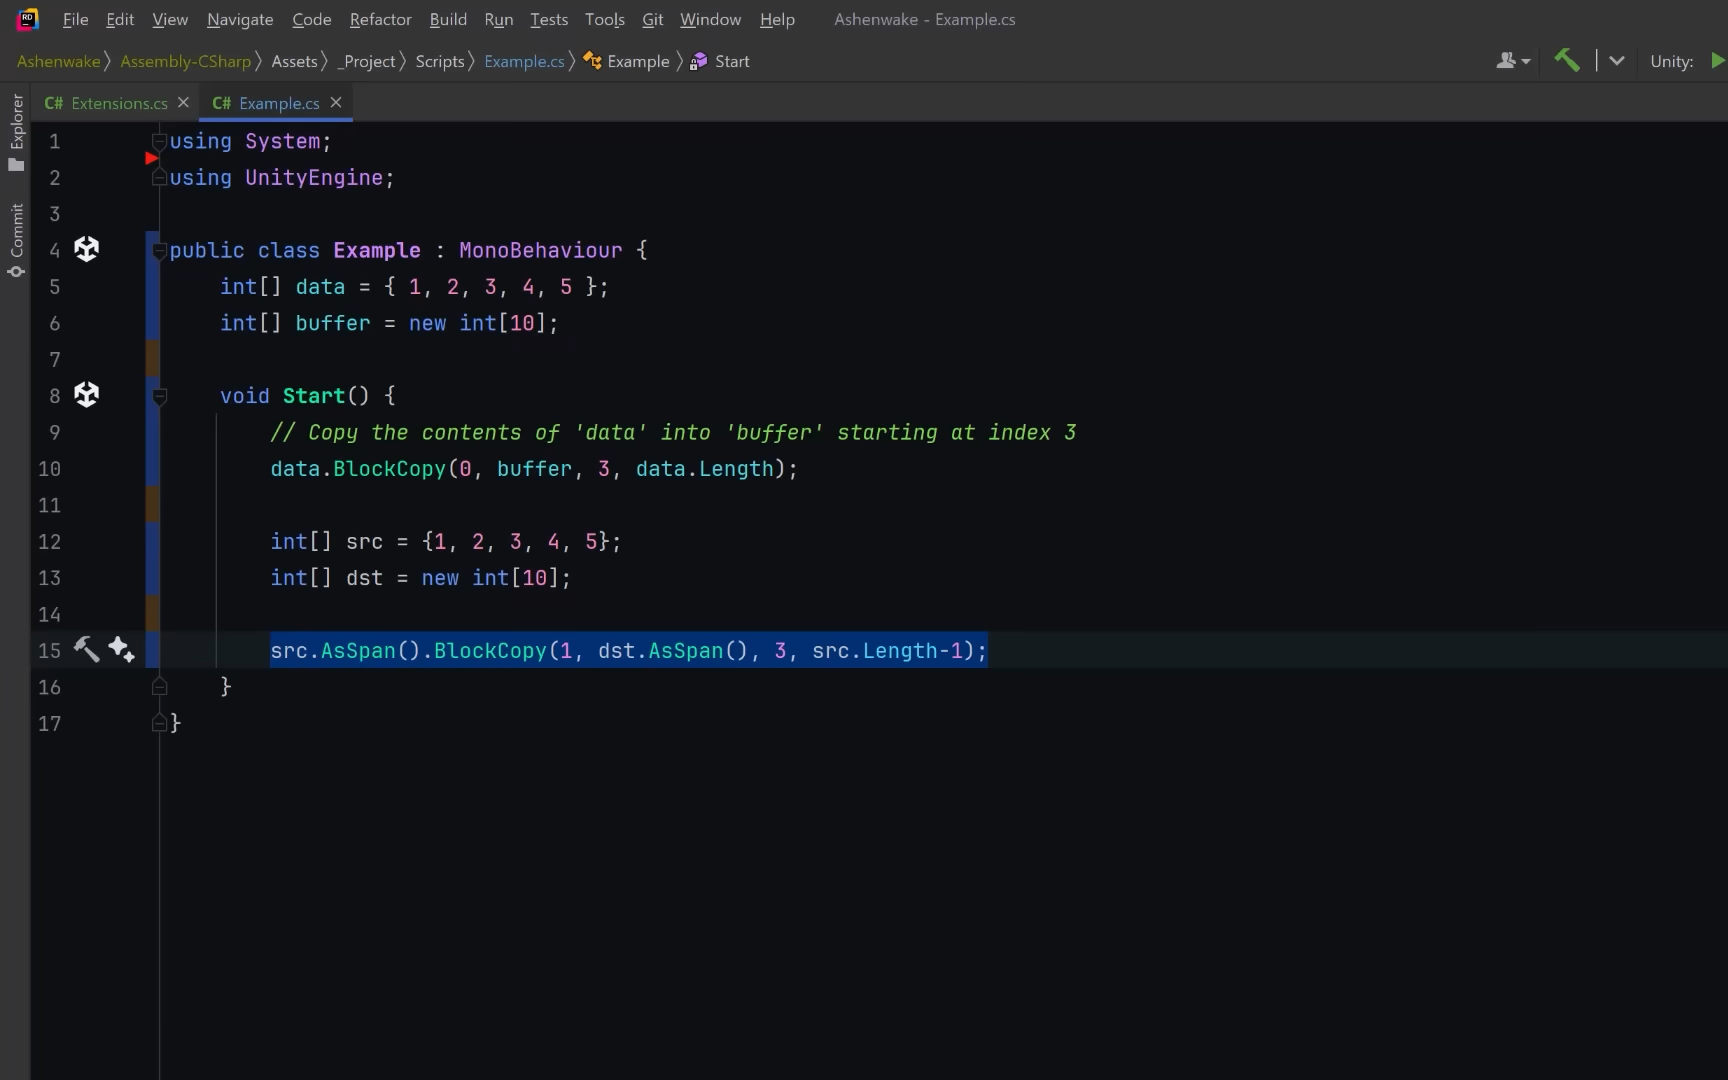 File Edit View Navigate Code Refactor Build Run Tests Tools Git Window Help Ashenwake - Example.cs
Ashenwake Assembly-CSharp Assets _Project Scripts Example.cs Example Start Unity:
C# Extensions.cs C# Example.cs
Explorer
Commit
1 using System;
2 using UnityEngine;
3
4 public class Example : MonoBehaviour {
5 int[] data = { 1, 2, 3, 4, 5 };
6 int[] buffer = new int[10];
7
8 void Start() {
9 // Copy the contents of 'data' into 'buffer' starting at index 3
10 data.BlockCopy(0, buffer, 3, data.Length);
11
12 int[] src = {1, 2, 3, 4, 5};
13 int[] dst = new int[10];
14
15 src.AsSpan().BlockCopy(1, dst.AsSpan(), 3, src.Length-1);
16 }
17 }